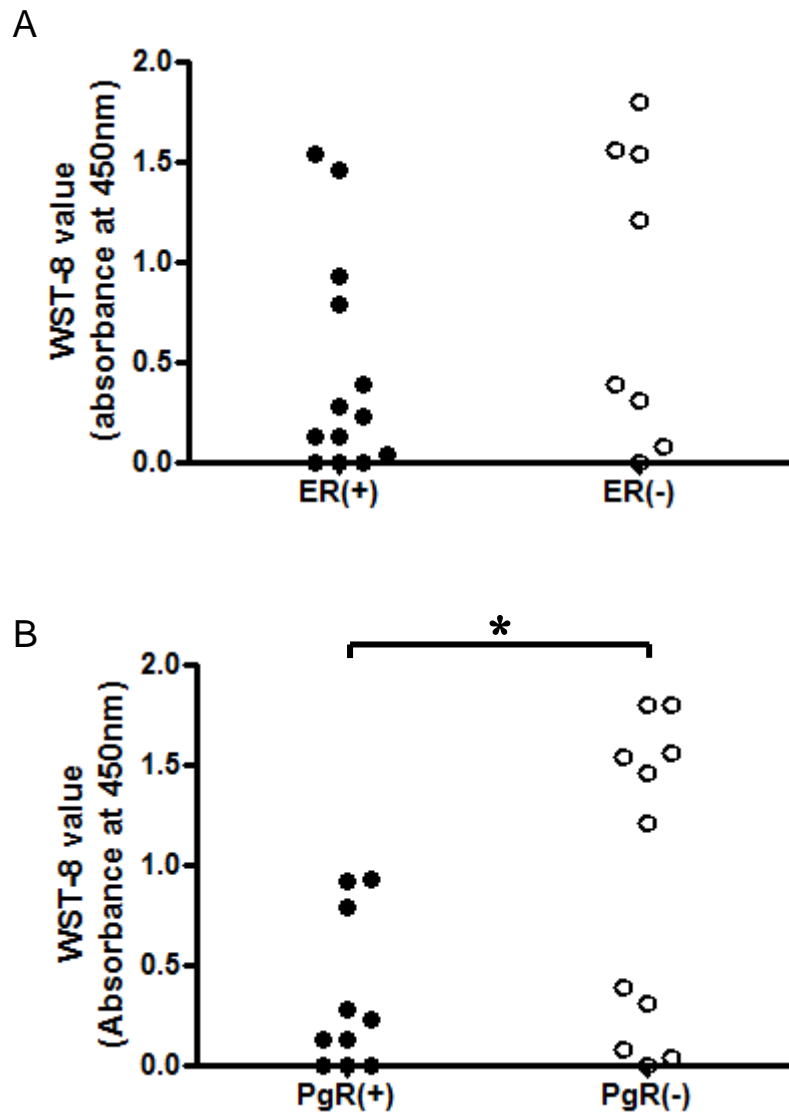 A
2.0
1.5
1.0
0.5
0.0
WST-8 value
(absorbance at 450nm)
ER(+) ER(-)
B
*
2.0
1.5
1.0
0.5
0.0
WST-8 value
(Absorbance at 450nm)
PgR(+) PgR(-)